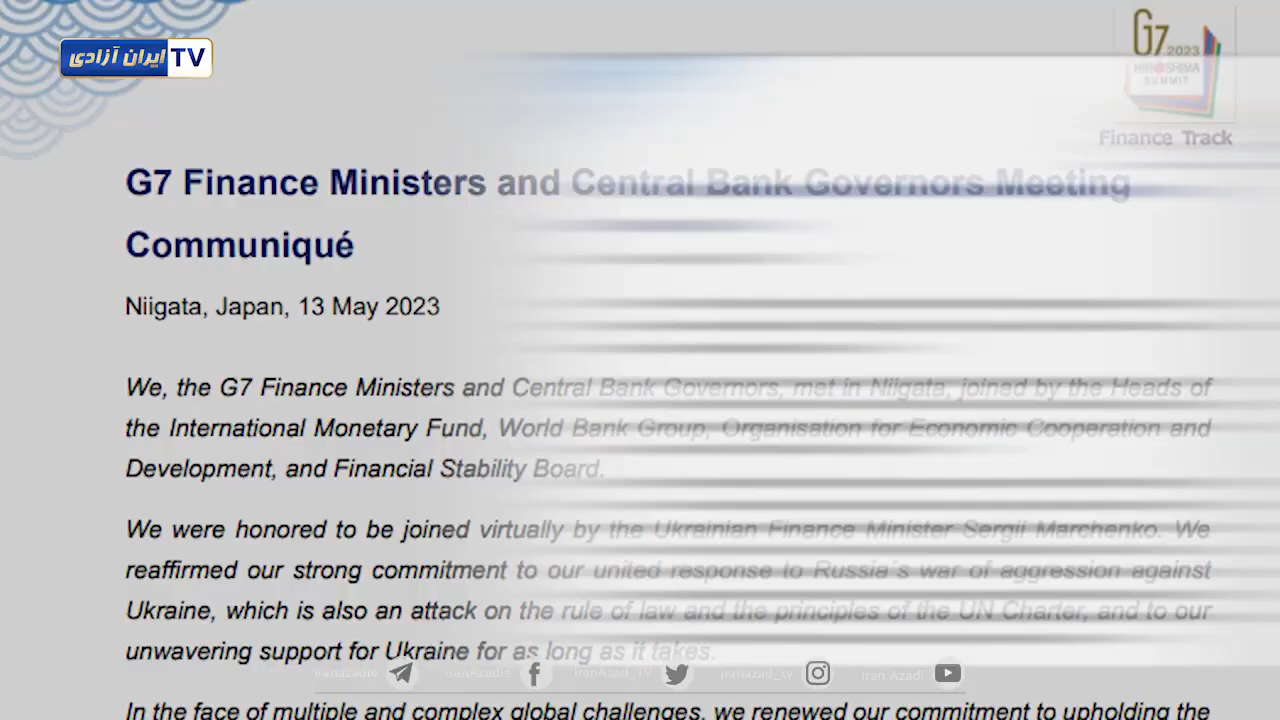 ایران آزادی TV
G7 2023
HIROSHIMA
SUMMIT
Finance Track
G7 Finance Ministers and Central Bank Governors Meeting
Communiqué
Niigata, Japan, 13 May 2023
We, the G7 Finance Ministers and Central Bank Governors, met in Niigata, joined by the Heads of
the International Monetary Fund, World Bank Group, Organisation for Economic Cooperation and
Development, and Financial Stability Board.
We were honored to be joined virtually by the Ukrainian Finance Minister Sergii Marchenko. We
reaffirmed our strong commitment to our united response to Russia's war of aggression against
Ukraine, which is also an attack on the rule of law and the principles of the UN Charter, and to our
unwavering support for Ukraine for as long as it takes.
iranazadie IranAzadie IranAzad_TV iranazad_tv Iran Azadi
In the face of multiple and complex global challenges, we renewed our commitment to upholding the